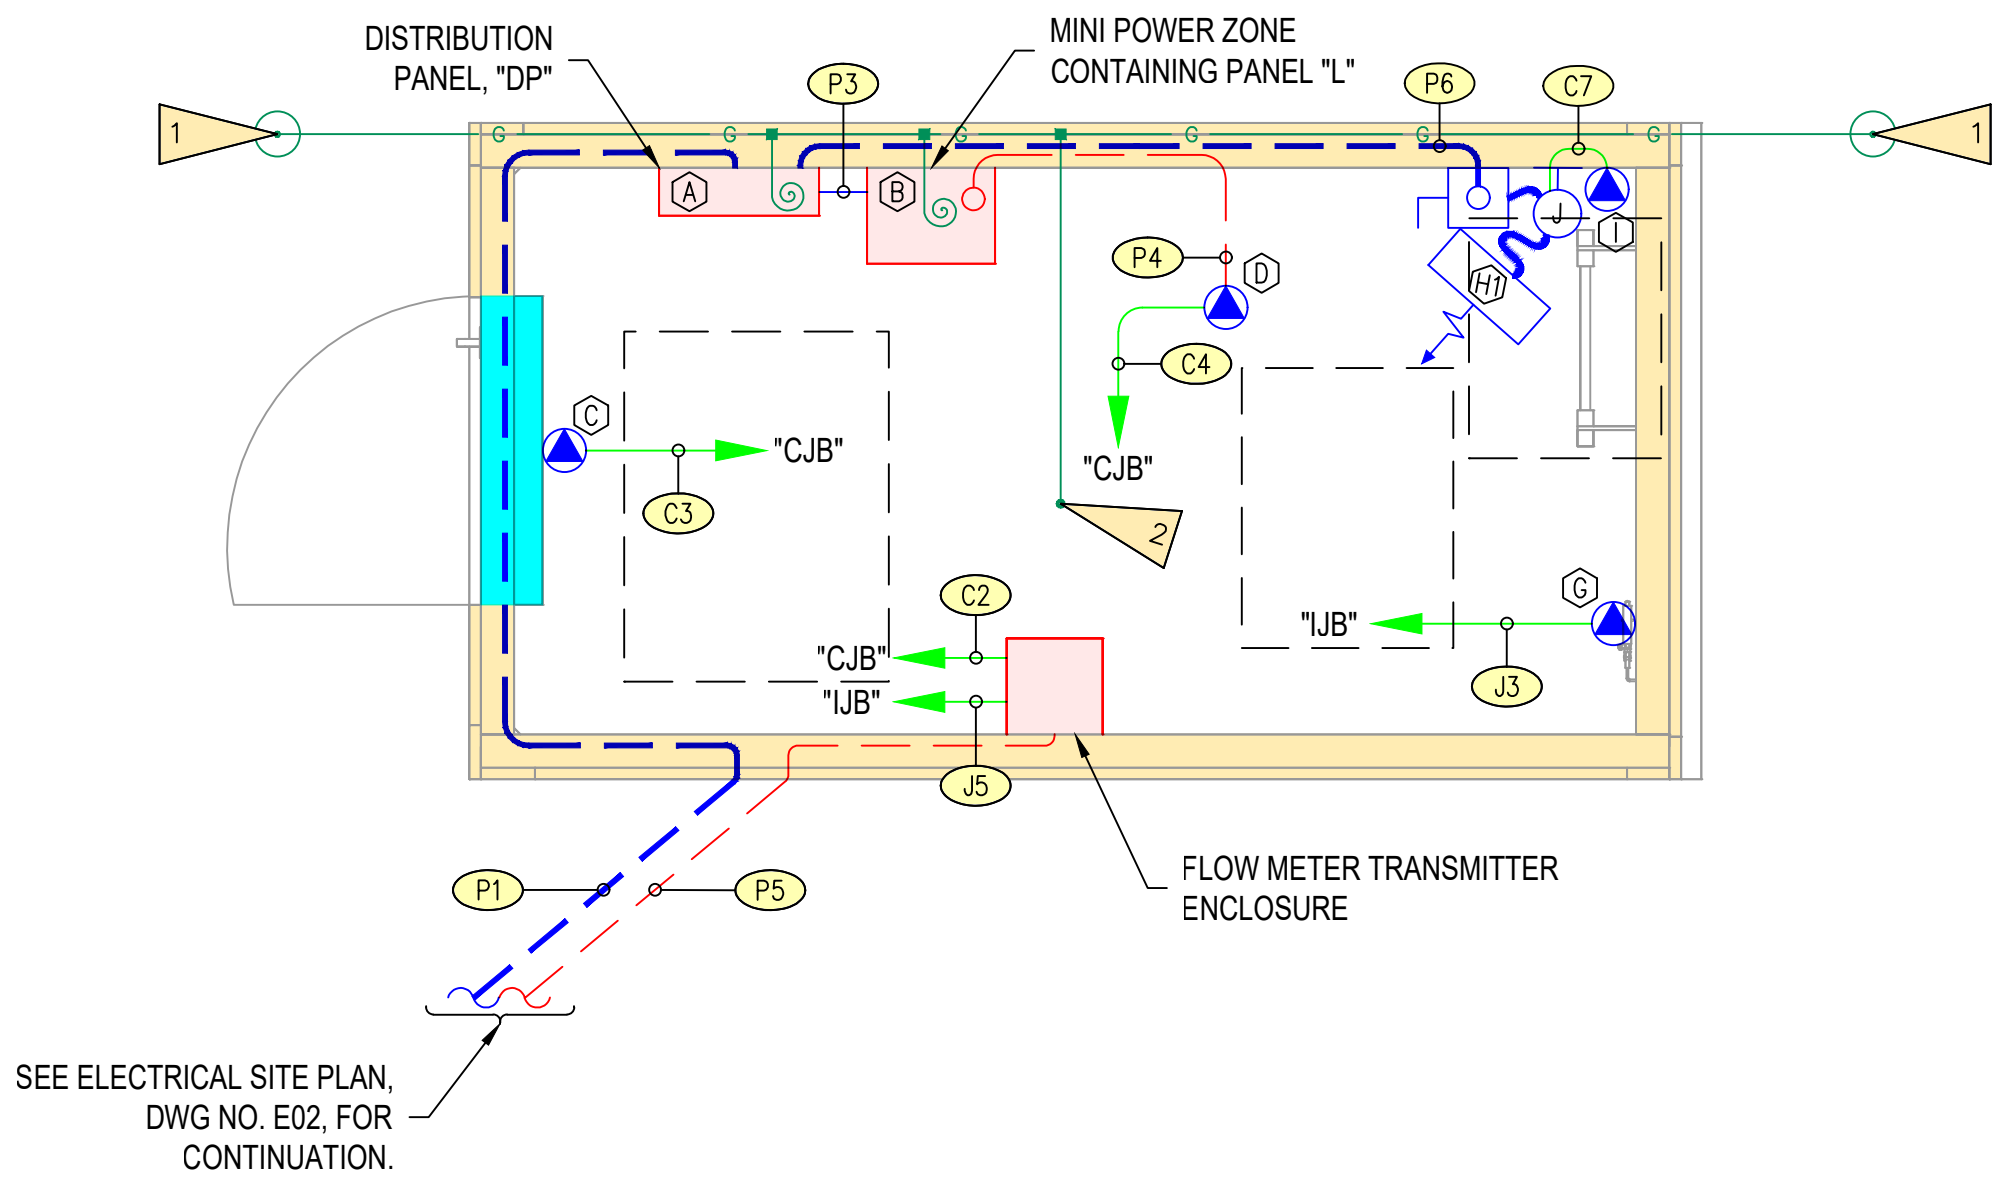 DISTRIBUTION
PANEL, "DP"
MINI POWER ZONE
CONTAINING PANEL "L"
P3
P6
C7
1
1
G
G
G
G
G
G
A
B
J
I
P4
D
H1
C4
C
"CJB"
"CJB"
C3
2
C2
G
"IJB"
"CJB"
"IJB"
J3
J5
P1
P5
FLOW METER TRANSMITTER
ENCLOSURE
SEE ELECTRICAL SITE PLAN,
DWG NO. E02, FOR
CONTINUATION.